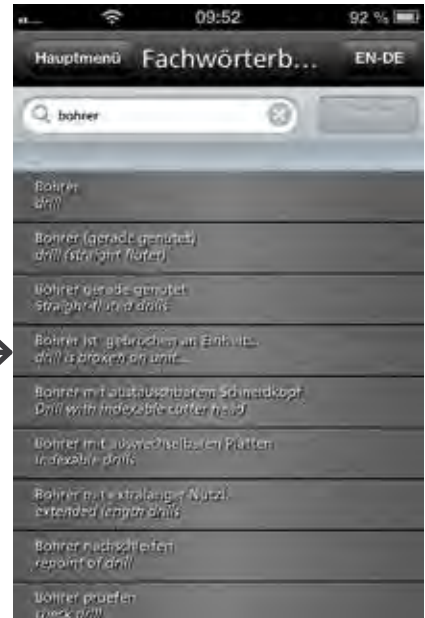 09:52
92 %
Hauptmenü
Fachwörterb...
EN-DE
bohrer
Bohrer
drill
Bohrer (gerade genutet)
drill (straight fluted)
Bohrer gerade genutet
Straight-fluted drills
Bohrer ist gebrochen an Einheit...
drill is broken on unit...
Bohrer mit austauschbarem Schneidkopf
Drill with indexable cutter head
Bohrer mit auswechselbaren Platten
indexable drills
Bohrer mit extralanger Nutzl.
extended length drills
Bohrer nachschleifen
repoint of drill
Bohrer pruefen
check drill